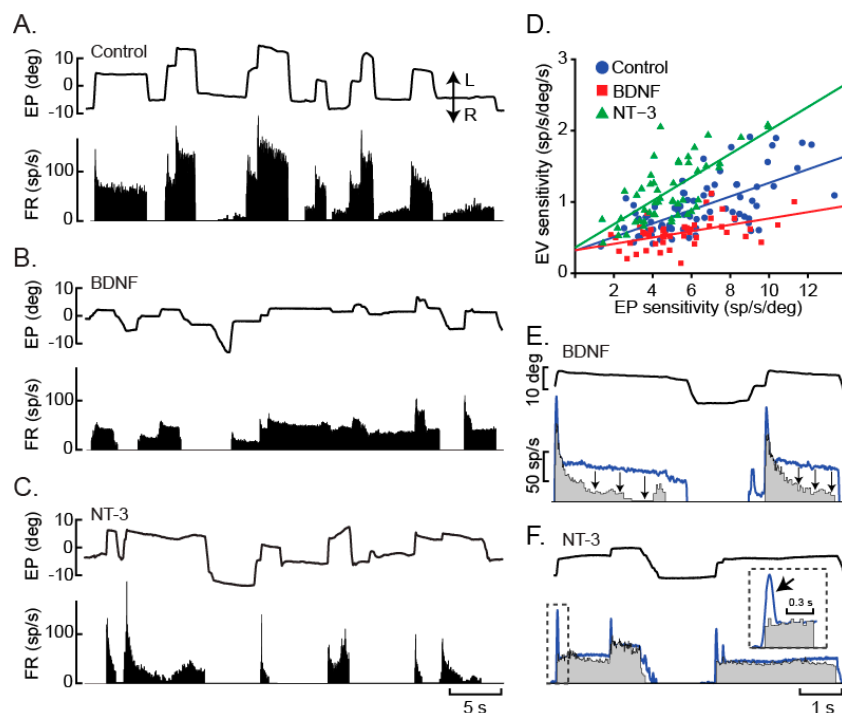 A.
Control
EP (deg)
10
0
-10
L
R
FR (sp/s)
100
0
B.
BDNF
EP (deg)
10
0
-10
FR (sp/s)
100
0
C.
NT-3
EP (deg)
10
0
-10
FR (sp/s)
100
0
5 s
D.
Control
BDNF
NT−3
EV sensitivity (sp/s/deg/s)
3
2
1
0
2 4 6 8 10 12
EP sensitivity (sp/s/deg)
E.
BDNF
10 deg
50 sp/s
F.
NT-3
0.3 s
1 s